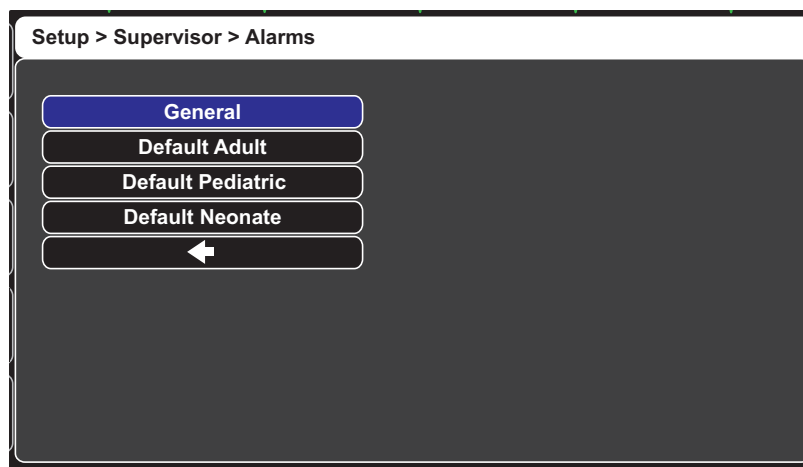 Setup > Supervisor > Alarms
General
Default Adult
Default Pediatric
Default Neonate